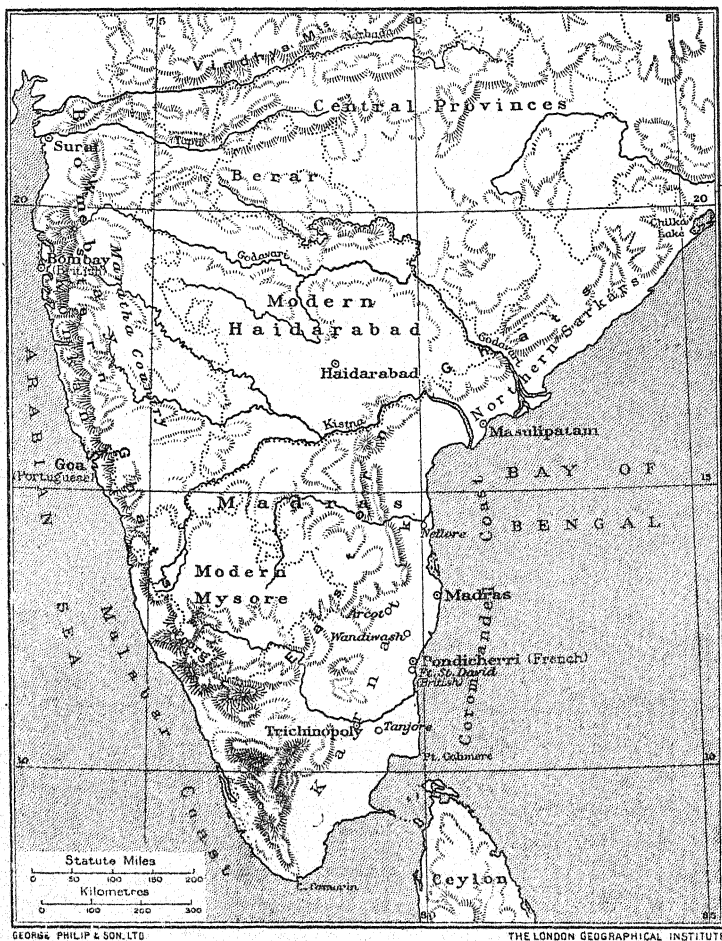 75
80
85
Vindhya Mts
Narbada
Central Provinces
Tapti
Surat
Berar
20
20
Chilka
Lake
Bombay
(British)
Godavari
Modern
Haidarabad
Maratha Country
Haidarabad
Godavari
Northern Sarkars
Kistna
Masulipatam
Goa
(Portuguese)
15
BAY OF
BENGAL
ARABIAN
SEA
Madras
Nellore
Modern
Mysore
Madras
Arcot
Wandiwash
Coorg
Pondicherri (French)
Ft. St. David
(British)
Coromandel Coast
Malavar Coast
Trichinopoly
Tanjore
Karnatak
Pt. Calimere
10
10
C. Comorin
Ceylon
Statute Miles
0 50 100 150 200
Kilometres
0 100 200 300
80
85
GEORGE PHILIP & SON. LTD
THE LONDON GEOGRAPHICAL INSTITUTE